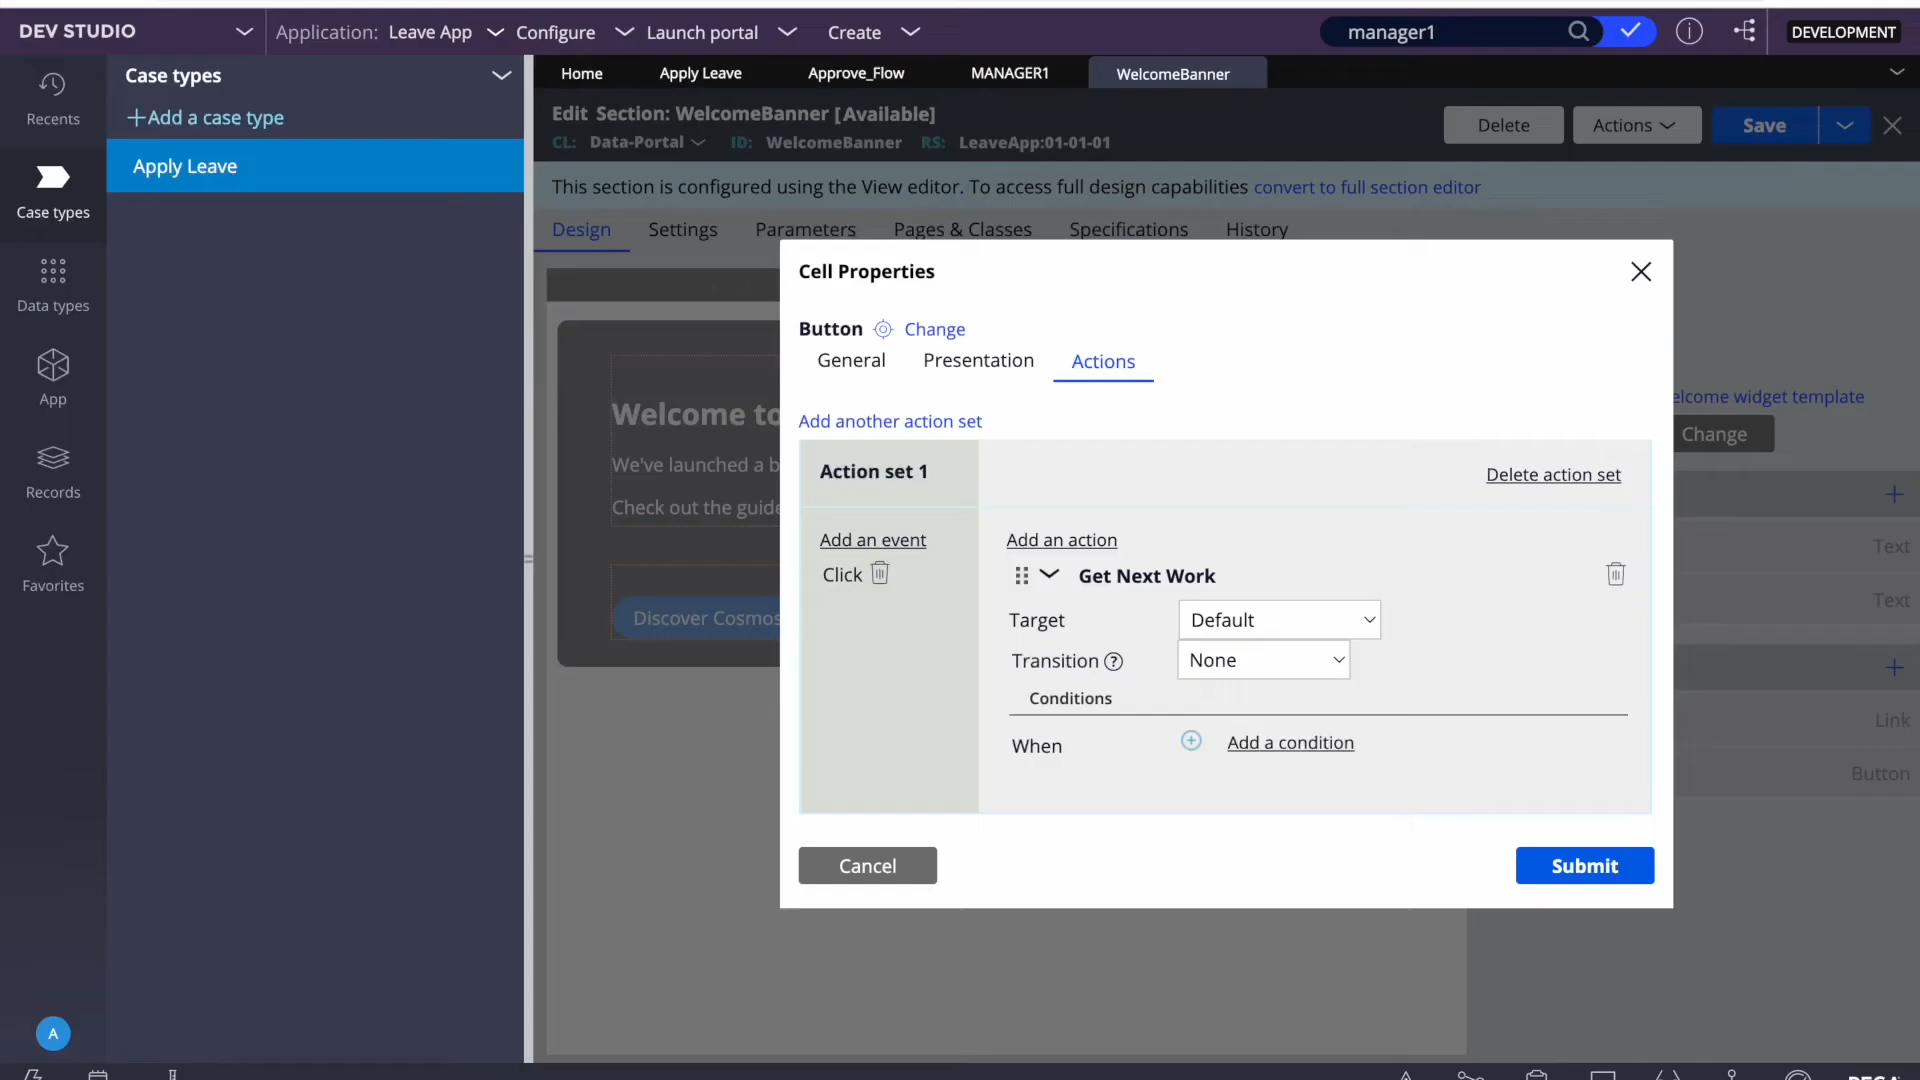 DEV STUDIO
Application: Leave App
Configure
Launch portal
Create
manager1
DEVELOPMENT
Recents
Case types
Data types
App
Records
Favorites
A
Case types
Add a case type
Apply Leave
Home
Apply Leave
Approve_Flow
MANAGER1
WelcomeBanner
Edit Section: WelcomeBanner [Available]
CL: Data-Portal
ID: WelcomeBanner
RS: LeaveApp:01-01-01
Delete
Actions
Save
This section is configured using the View editor. To access full design capabilities convert to full section editor
Design
Settings
Parameters
Pages & Classes
Specifications
History
Welcome to
We've launched a b
Check out the guide
Discover Cosmos
Cell Properties
Button
Change
General
Presentation
Actions
Add another action set
Action set 1
Delete action set
Add an event
Click
Add an action
Get Next Work
Target
Default
Transition
None
Conditions
When
Add a condition
Cancel
Submit
elcome widget template
Change
Text
Text
Link
Button